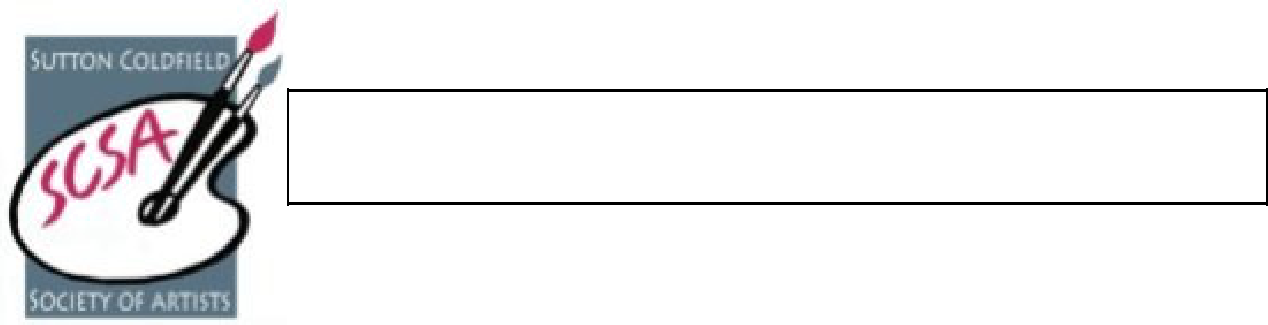 SUTTON COLDFIELD
SCSA
SOCIETY OF ARTISTS